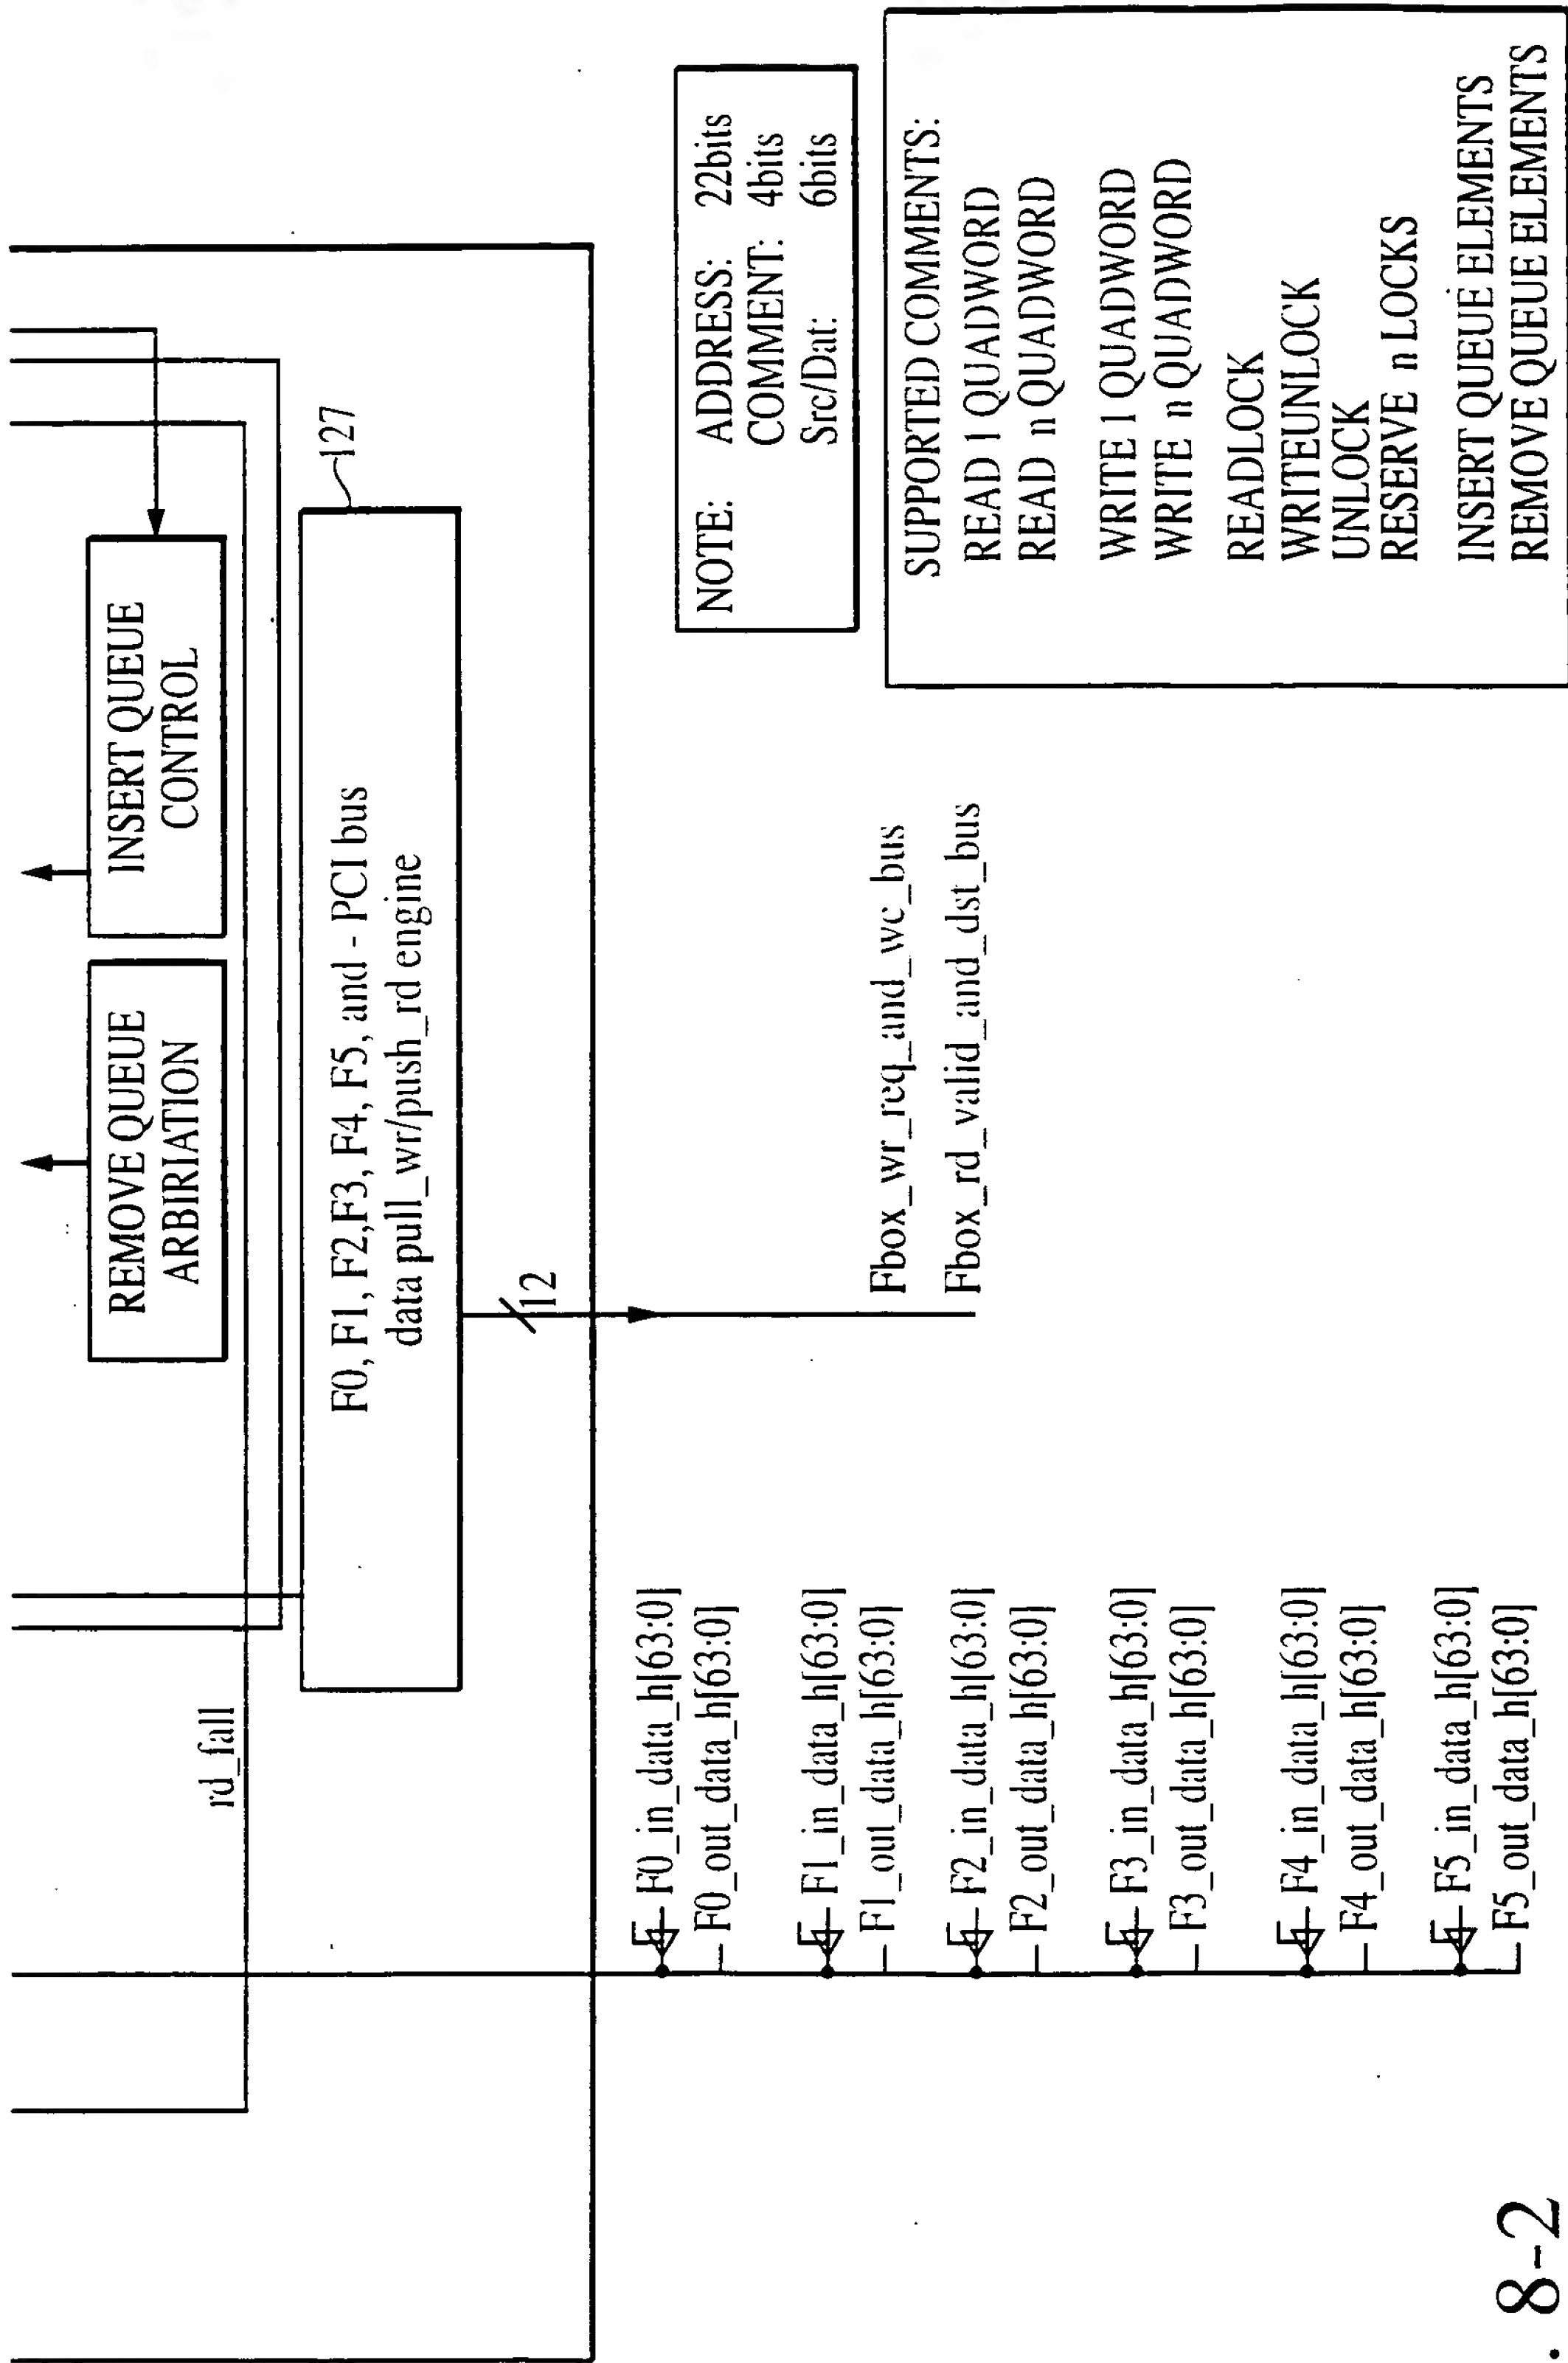 REMOVE QUEUE
ARBIRIATION
INSERT QUEUE
CONTROL
rd_fall
127
F0, F1, F2,F3, F4, F5, and - PCI bus
data pull_wr/push_rd engine
12
F0_in_data_h[63:0]
F0_out_data_h[63:0]
F1_in_data_h[63:0]
F1_out_data_h[63:0]
F2_in_data_h[63:0]
F2_out_data_h[63:0]
F3_in_data_h[63:0]
F3_out_data_h[63:0]
F4_in_data_h[63:0]
F4_out_data_h[63:0]
F5_in_data_h[63:0]
F5_out_data_h[63:0]
Fbox_wr_req_and_wc_bus
Fbox_rd_valid_and_dst_bus
NOTE: ADDRESS: 22bits
COMMENT: 4bits
Src/Dat: 6bits
SUPPORTED COMMENTS:
READ 1 QUADWORD
READ n QUADWORD
WRITE 1 QUADWORD
WRITE n QUADWORD
READLOCK
WRITEUNLOCK
UNLOCK
RESERVE n LOCKS
INSERT QUEUE ELEMENTS
REMOVE QUEUE ELEMENTS
. 8-2